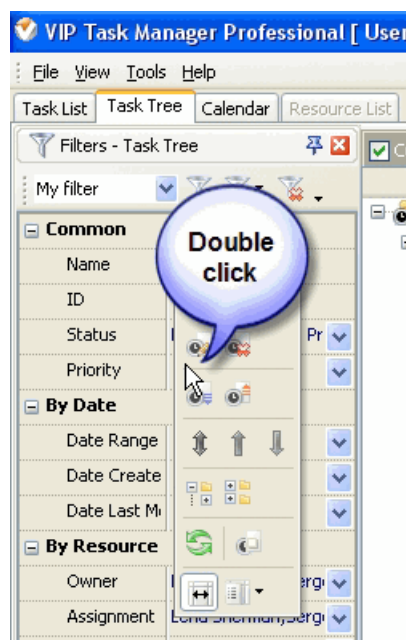 VIP Task Manager Professional [ User
File View Tools Help
Task List Task Tree Calendar Resource List
Filters - Task Tree
My filter
Double
click
Common
Name
ID
Status Pr
Priority
By Date
Date Range
Date Create
Date Last M
By Resource
Owner
Assignment